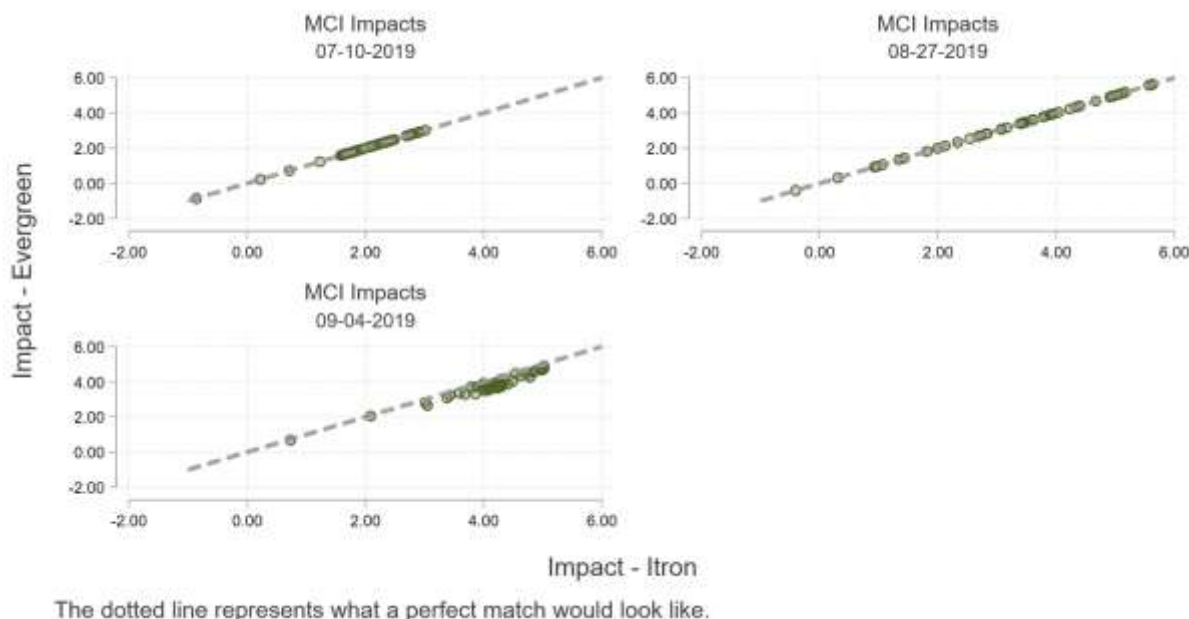 MCI Impacts
07-10-2019
MCI Impacts
08-27-2019
6.00
4.00
2.00
0.00
-2.00
-2.00 0.00 2.00 4.00 6.00
6.00
4.00
2.00
0.00
-2.00
-2.00 0.00 2.00 4.00 6.00
MCI Impacts
09-04-2019
6.00
4.00
2.00
0.00
-2.00
-2.00 0.00 2.00 4.00 6.00
Impact - Evergreen
Impact - Itron
The dotted line represents what a perfect match would look like.